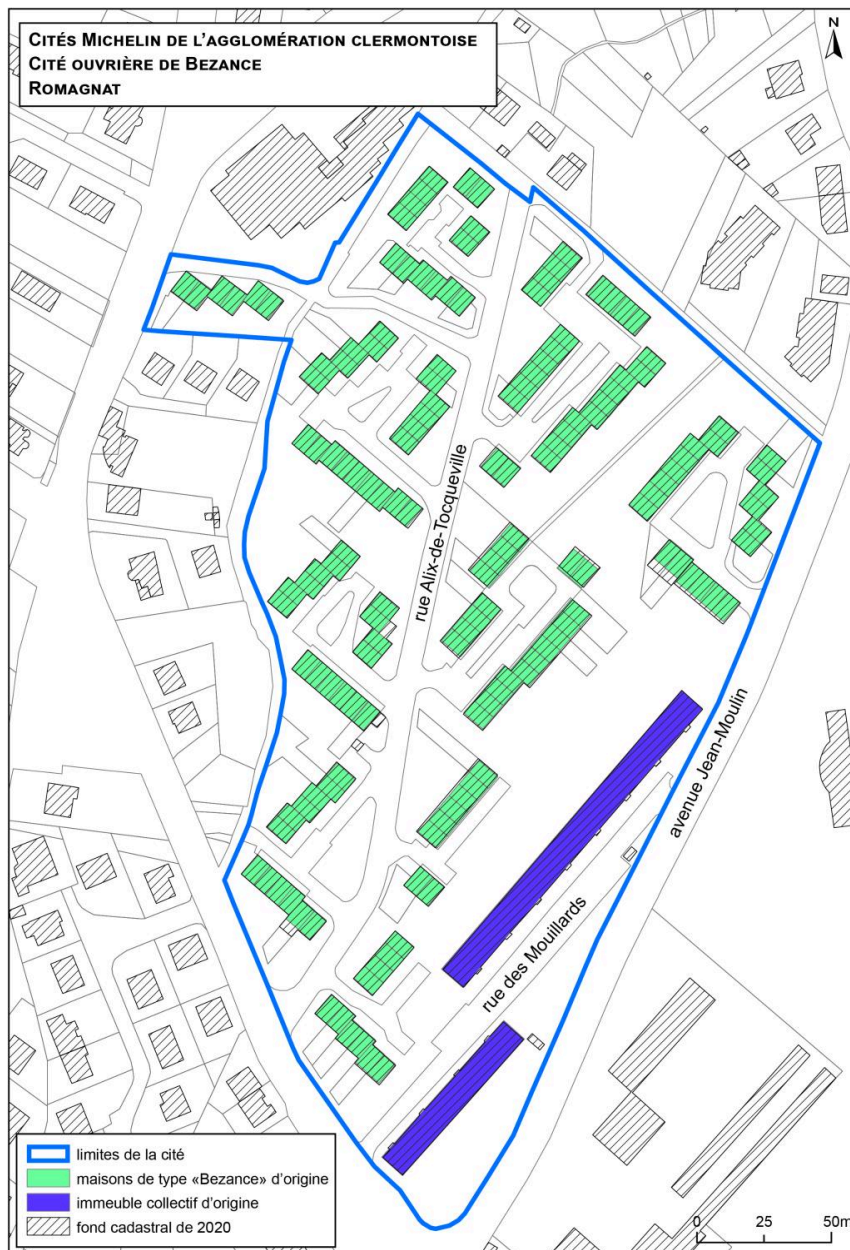 CITÉS MICHELIN DE L'AGGLOMÉRATION CLERMONTOISE
CITÉ OUVRIÈRE DE BEZANCE
ROMAGNAT
N
rue Alix-de-Tocqueville
avenue Jean-Moulin
rue des Mouillards
limites de la cité
maisons de type «Bezance» d'origine
immeuble collectif d'origine
fond cadastral de 2020
0 25 50m